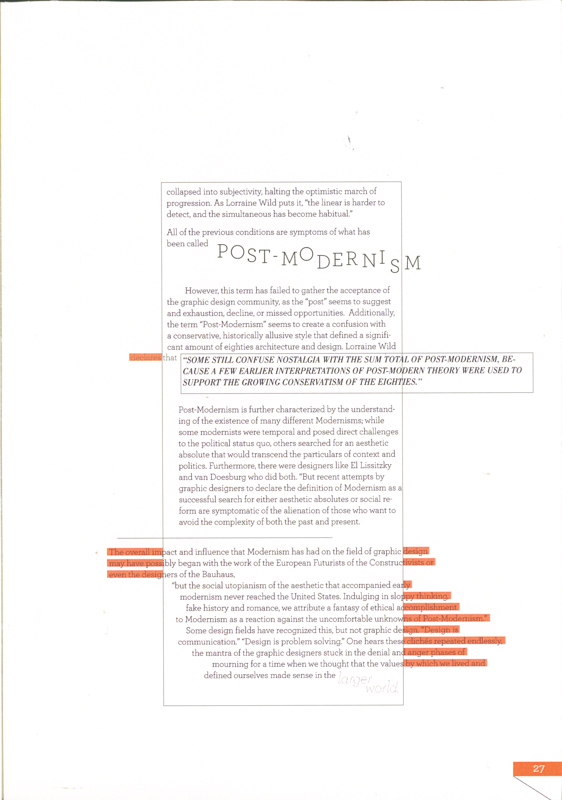 collapsed into subjectivity, halting the optimistic march of
progression. As Lorraine Wild puts it, "the linear is harder to
detect, and the simultaneous has become habitual."
All of the previous conditions are symptoms of what has
been called POST-MODERNISM
However, this term has failed to gather the acceptance of
the graphic design community, as the "post" seems to suggest
and exhaustion, decline, or missed opportunities. Additionally,
the term "Post-Modernism" seems to create a confusion with
a conservative, historically allusive style that defined a signifi-
cant amount of eighties architecture and design. Lorraine Wild
declares that "SOME STILL CONFUSE NOSTALGIA WITH THE SUM TOTAL OF POST-MODERNISM, BE-
CAUSE A FEW EARLIER INTERPRETATIONS OF POST-MODERN THEORY WERE USED TO
SUPPORT THE GROWING CONSERVATISM OF THE EIGHTIES."
Post-Modernism is further characterized by the understand-
ing of the existence of many different Modernisms; while
some modernists were temporal and posed direct challenges
to the political status quo, others searched for an aesthetic
absolute that would transcend the particulars of context and
politics. Furthermore, there were designers like El Lissitzky
and van Doesburg who did both. "But recent attempts by
graphic designers to declare the definition of Modernism as a
successful search for either aesthetic absolutes or social re-
form are symptomatic of the alienation of those who want to
avoid the complexity of both the past and present.
The overall impact and influence that Modernism has had on the field of graphic design
may have possibly began with the work of the European Futurists of the Constructivists or
even the designers of the Bauhaus,
"but the social utopianism of the aesthetic that accompanied early
modernism never reached the United States. Indulging in sloppy thinking,
fake history and romance, we attribute a fantasy of ethical accomplishment
to Modernism as a reaction against the uncomfortable unknowns of Post-Modernism."
Some design fields have recognized this, but not graphic design. "Design is
communication." "Design is problem solving." One hears these clichés repeated endlessly,
the mantra of the graphic designers stuck in the denial and anger phases of
mourning for a time when we thought that the values by which we lived and
defined ourselves made sense in the larger
world.
27